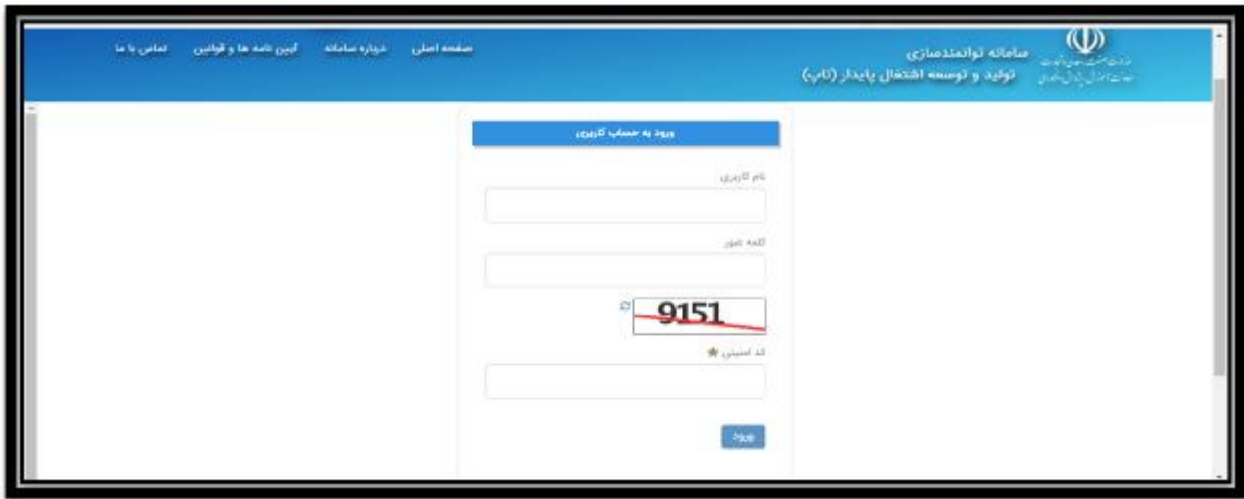 سامانه توانمندسازی
تولید و توسعه اشتغال پایدار (تاپ)
صفحه اصلی
درباره سامانه
آیین نامه ها و قوانین
تماس با ما
ورود به حساب کاربری
نام کاربری
کلمه عبور
9151
کد امنیتی
ورود